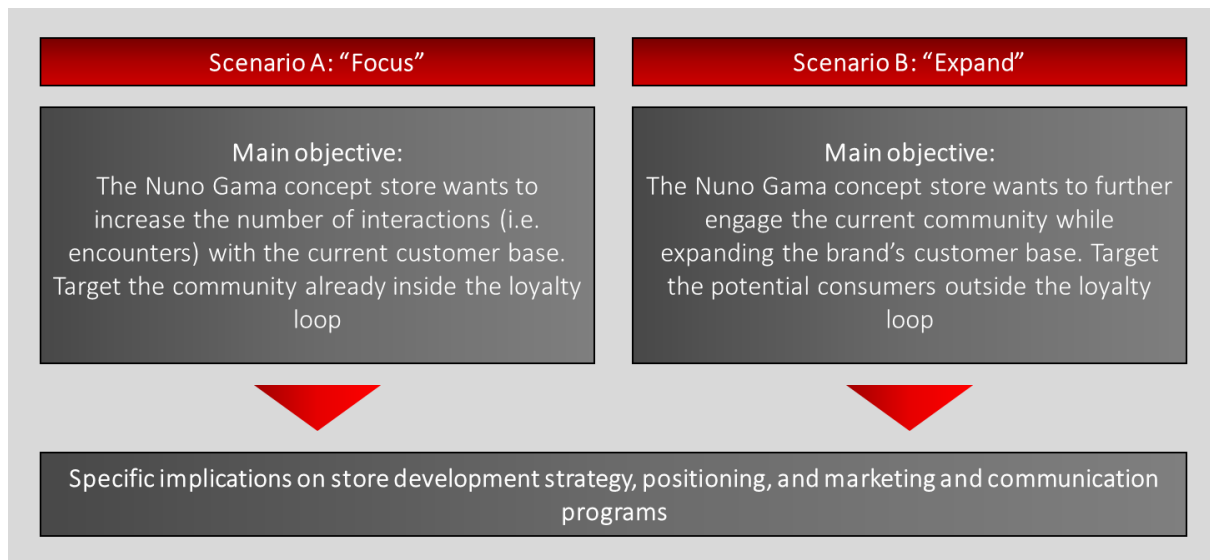 Scenario A: “Focus”
Main objective:
The Nuno Gama concept store wants to
increase the number of interactions (i.e.
encounters) with the current customer base.
Target the community already inside the loyalty
loop
Scenario B: “Expand”
Main objective:
The Nuno Gama concept store wants to further
engage the current community while
expanding the brand’s customer base. Target
the potential consumers outside the loyalty
loop
Specific implications on store development strategy, positioning, and marketing and communication
programs